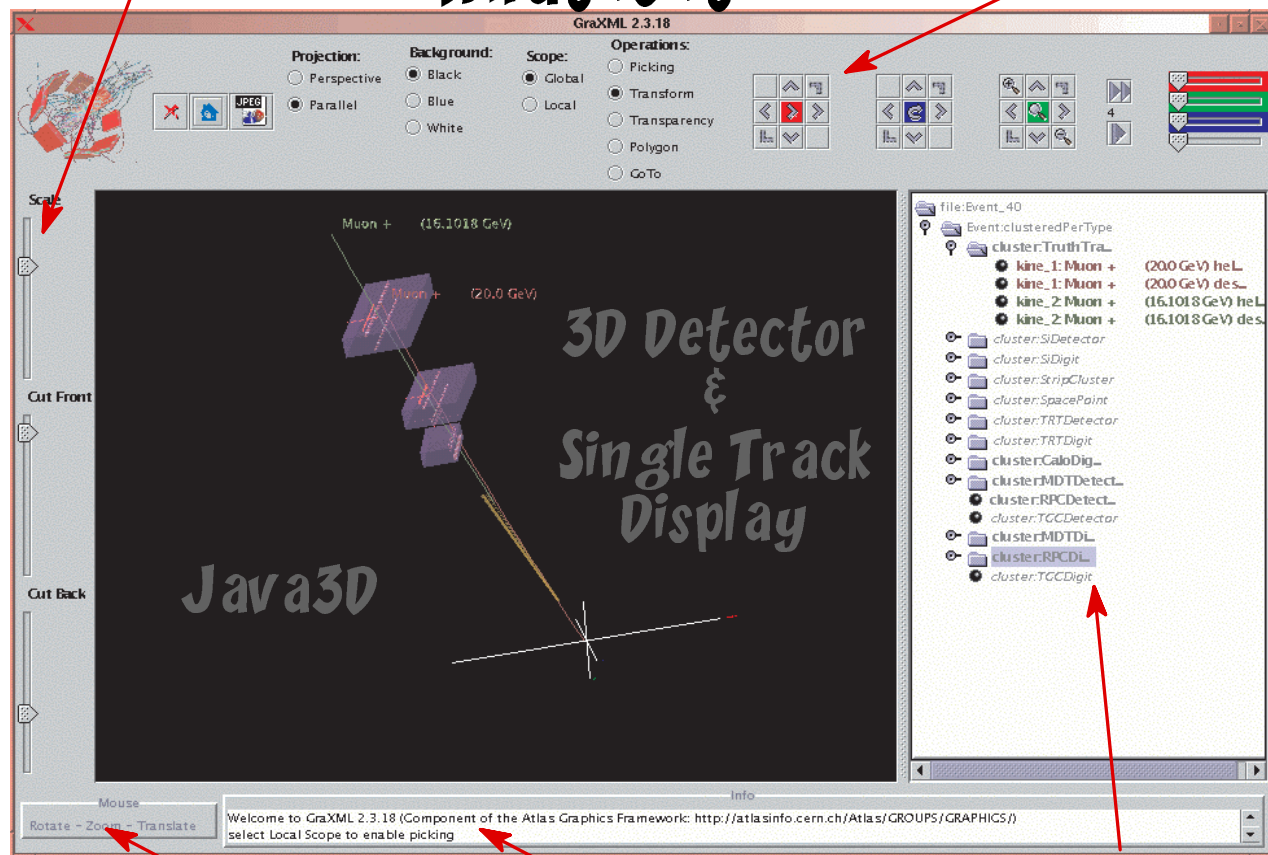 GraXML 2.3.18
Projection:
Perspective
Parallel
Background:
Black
Blue
White
Scope:
Global
Local
Operations:
Picking
Transform
Transparency
Polygon
GoTo
JPEG
4
Scale
Cut Front
Cut Back
Muon + (16.1018 GeV)
Muon + (20.0 GeV)
3D Detector
&
Single Track
Display
Java3D
file:Event_40
Event:clusteredPerType
cluster:TruthTra...
kine_1: Muon + (20.0 GeV) hel...
kine_1: Muon + (20.0 GeV) des...
kine_2: Muon + (16.1018 GeV) hel
kine_2: Muon + (16.1018 GeV) des.
cluster:SiDetector
cluster:SiDigit
cluster:StripCluster
cluster:SpacePoint
cluster:TRTDetector
cluster:TRTDigit
cluster:CaloDig...
cluster:MDTDetect...
cluster:RPCDetect...
cluster:TGCDetector
cluster:MDTDi...
cluster:RPCDi...
cluster:TGCDigit
Mouse
Rotate - Zoom - Translate
Info
Welcome to GraXML 2.3.18 (Component of the Atlas Graphics Framework: http://atlasinfo.cern.ch/Atlas/GROUPS/GRAPHICS/)
select Local Scope to enable picking